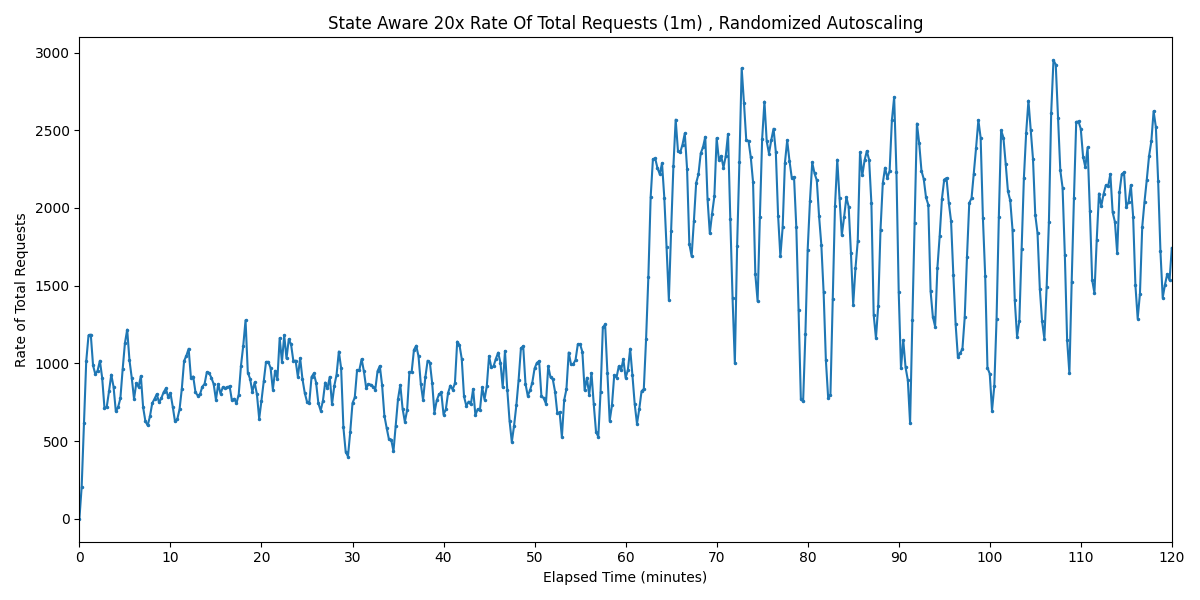 State Aware 20x Rate Of Total Requests (1m) , Randomized Autoscaling
Rate of Total Requests
3000
2500
2000
1500
1000
500
0
0 10 20 30 40 50 60 70 80 90 100 110 120
Elapsed Time (minutes)